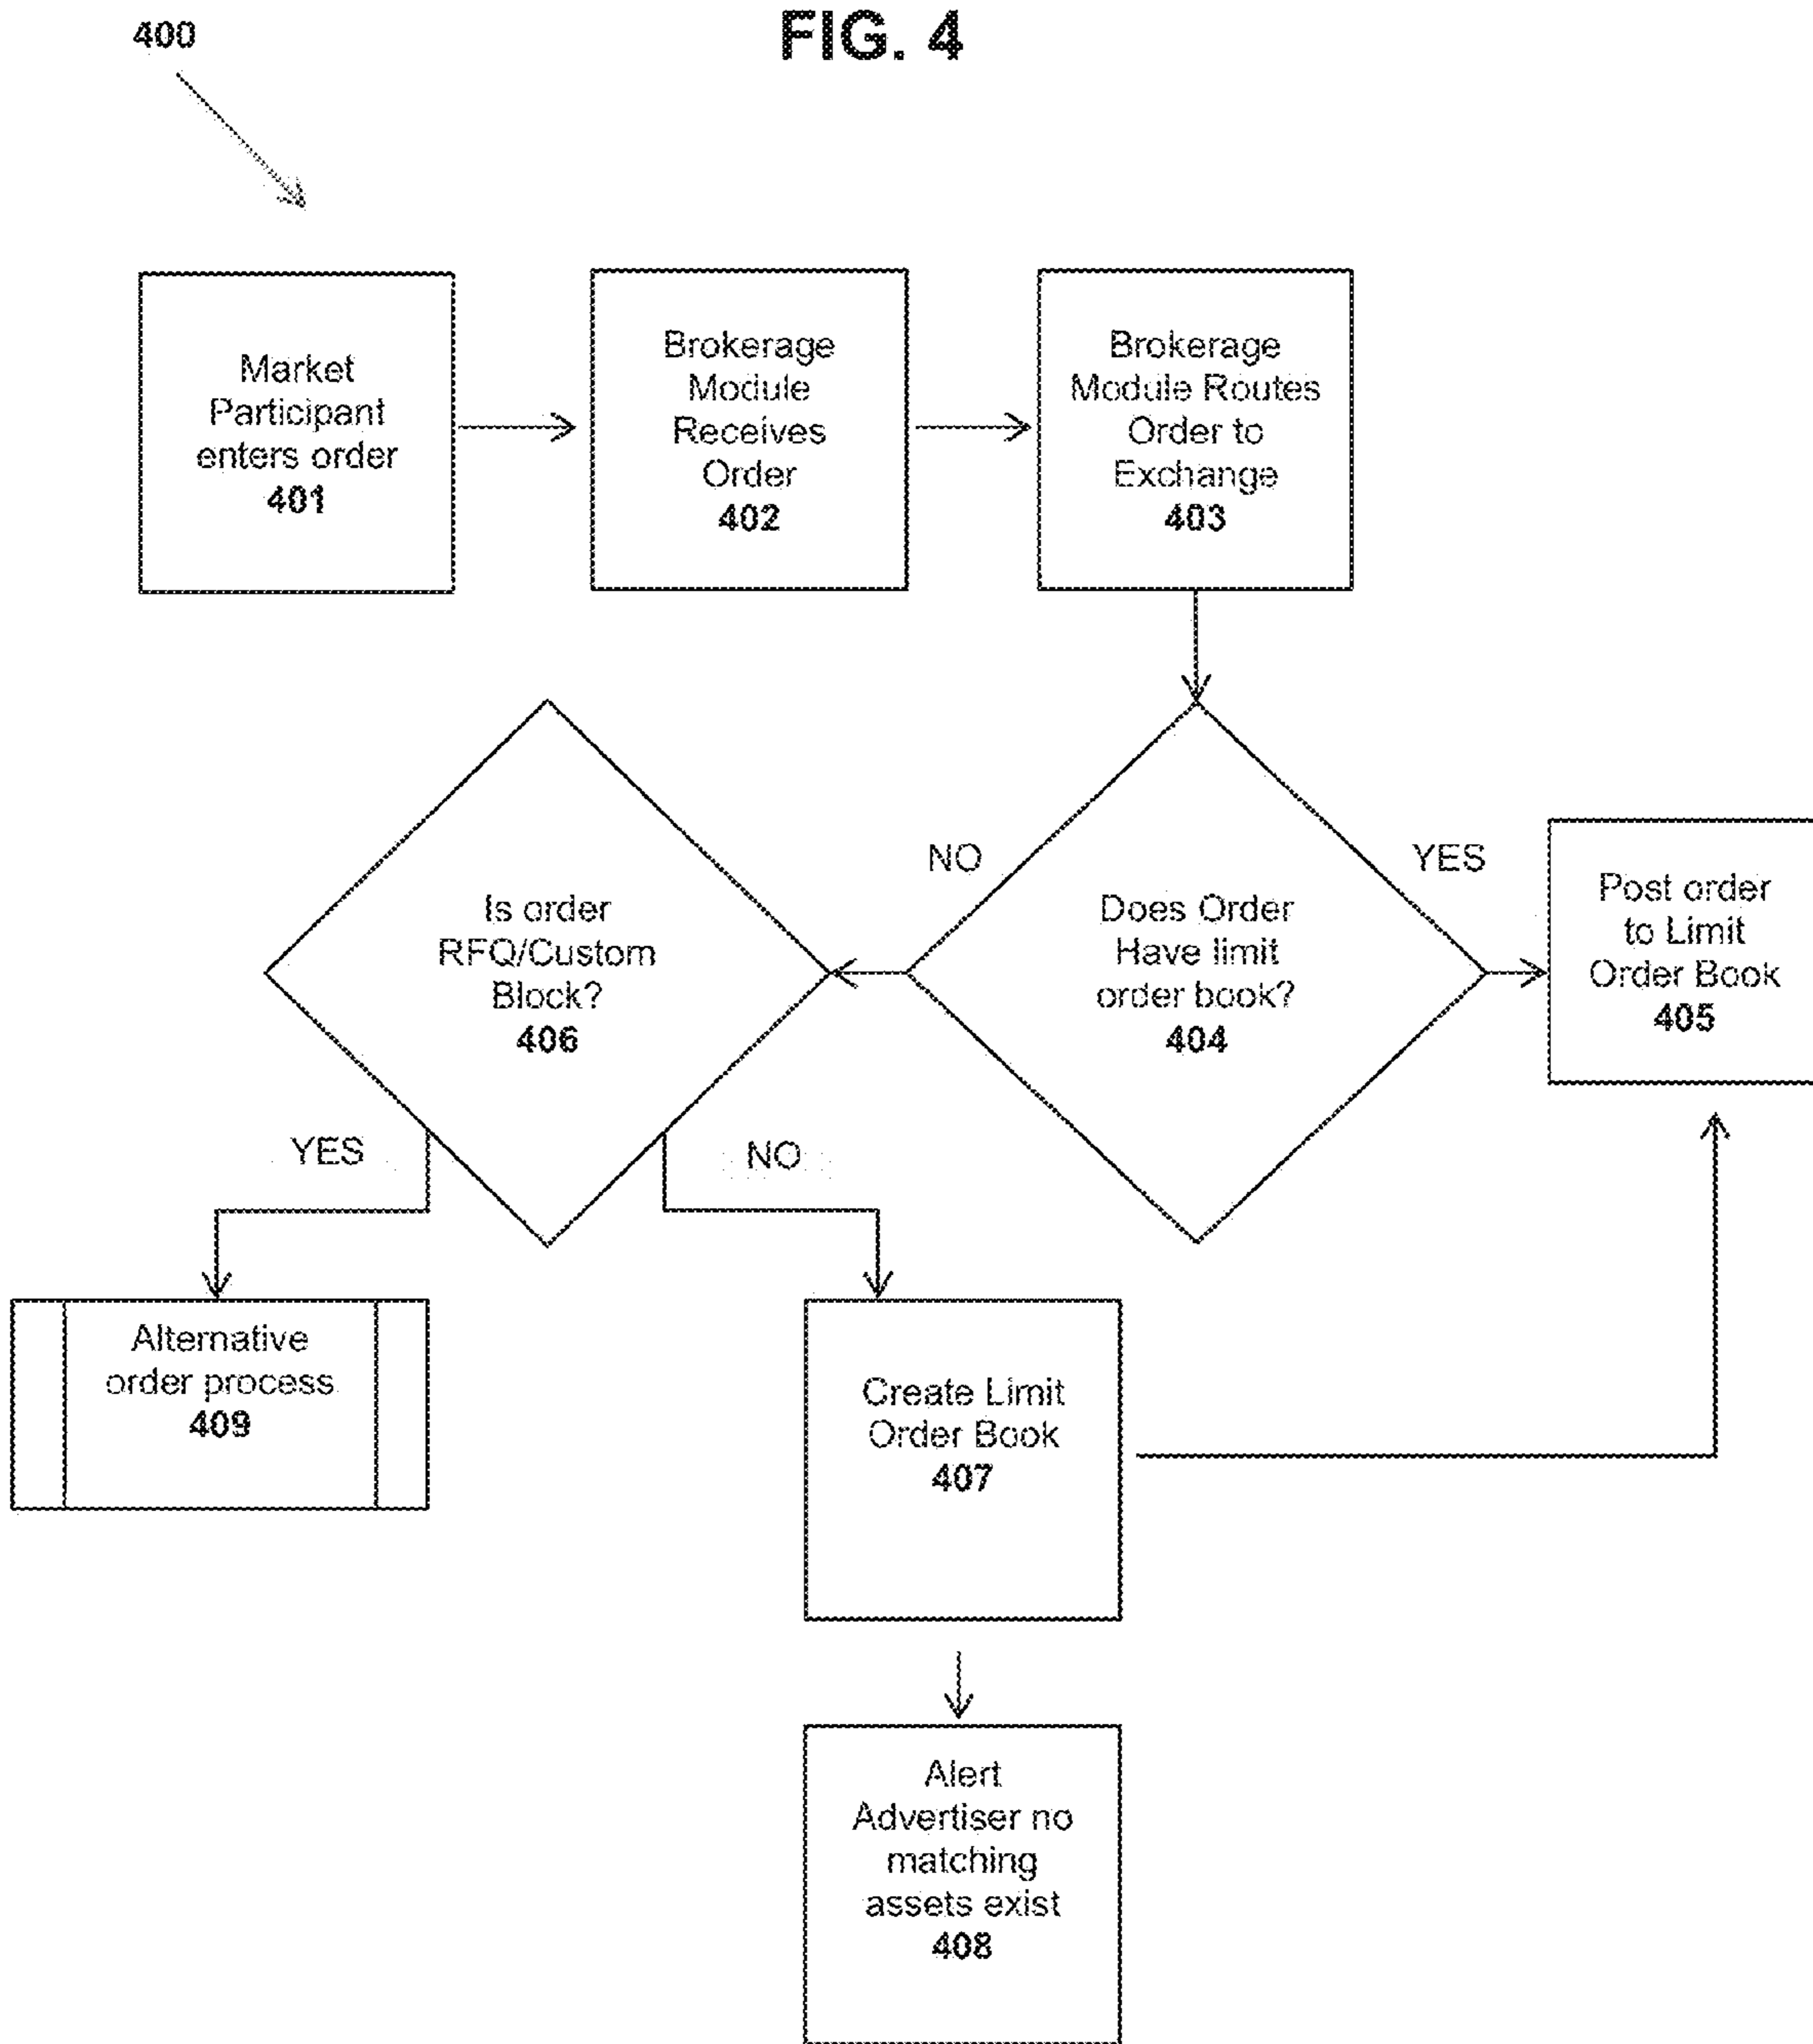 FIG. 4
400
Market
Participant
enters order
401
Brokerage
Module
Receives
Order
402
Brokerage
Module Routes
Order to
Exchange
403
NO
YES
Is order
RFQ/Custom
Block?
406
Does Order
Have limit
order book?
404
Post order
to Limit
Order Book
405
YES
NO
Alternative
order process
409
Create Limit
Order Book
407
Alert
Advertiser no
matching
assets exist
408